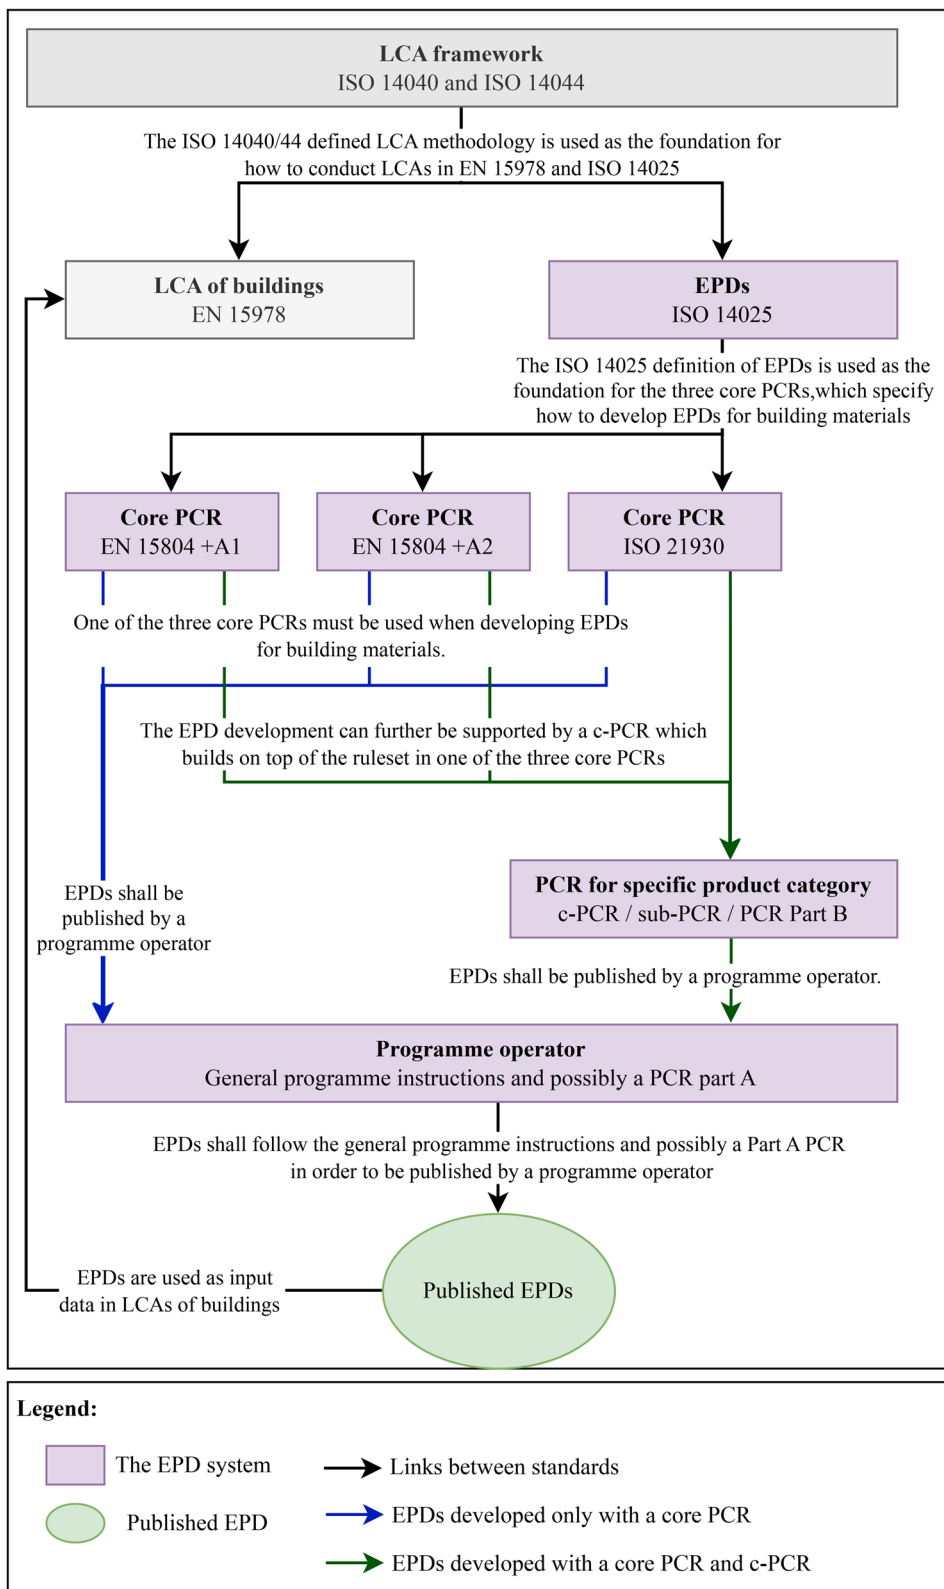 LCA framework
ISO 14040 and ISO 14044
The ISO 14040/44 defined LCA methodology is used as the foundation for
how to conduct LCAs in EN 15978 and ISO 14025
LCA of buildings
EN 15978
EPDs
ISO 14025
The ISO 14025 definition of EPDs is used as the
foundation for the three core PCRs,which specify
how to develop EPDs for building materials
Core PCR
EN 15804 +A1
Core PCR
EN 15804 +A2
Core PCR
ISO 21930
One of the three core PCRs must be used when developing EPDs
for building materials.
The EPD development can further be supported by a c-PCR which
builds on top of the ruleset in one of the three core PCRs
EPDs shall be
published by a
programme operator
PCR for specific product category
c-PCR / sub-PCR / PCR Part B
EPDs shall be published by a programme operator.
Programme operator
General programme instructions and possibly a PCR part A
EPDs shall follow the general programme instructions and possibly a Part A PCR
in order to be published by a programme operator
Published EPDs
EPDs are used as input
data in LCAs of buildings
Legend:
The EPD system
Links between standards
Published EPD
EPDs developed only with a core PCR
EPDs developed with a core PCR and c-PCR